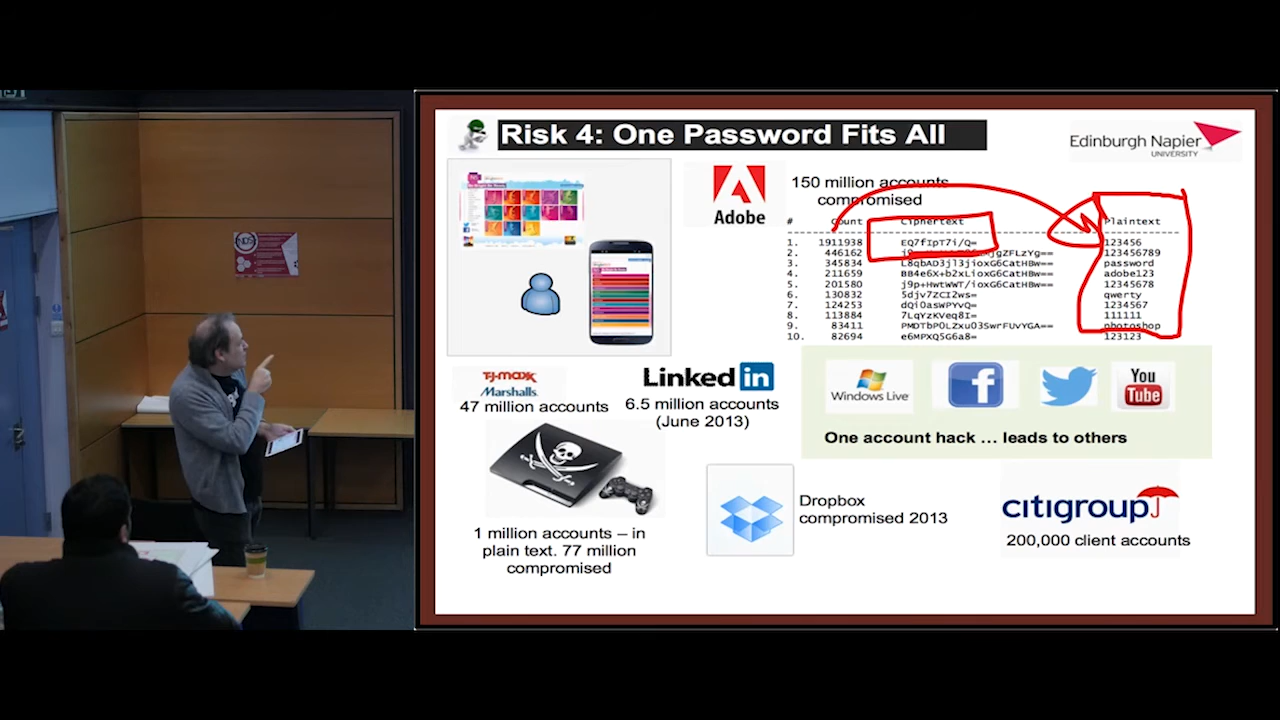 Risk 4: One Password Fits All
Edinburgh Napier
UNIVERSITY
Adobe
150 million accounts
compromised
# Count Ciphertext Plaintext
1. 1911938 EQ7fIpT7i/Q= 123456
2. 446162 123456789
3. 345834 L8qbAD3jl3jioxG6CatHBw== password
4. 211659 BB4e6X+b2xLioxG6CatHBw== adobe123
5. 201580 j9p+HwtWWT/ioxG6CatHBw== 12345678
6. 130832 5djv7ZCI2ws= qwerty
7. 124253 dQi0asWPYvQ= 1234567
8. 113884 7LqYzKVeq8I= 111111
9. 83411 PMDTbP0LZxu03SwrFUvYGA== photoshop
10. 82694 e6MPXQ5G6a8= 123123
TJ-maxx
Marshalls.
47 million accounts
Linked in
6.5 million accounts
(June 2013)
Windows Live
f
You
Tube
One account hack ... leads to others
1 million accounts – in
plain text. 77 million
compromised
Dropbox
compromised 2013
citigroup
200,000 client accounts